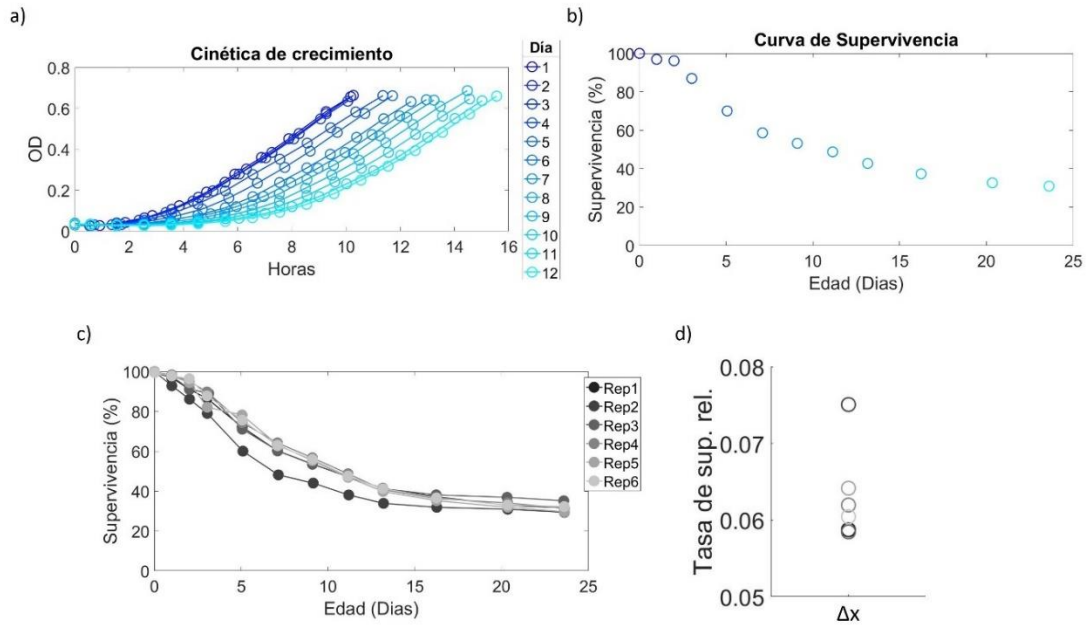 a)
Cinética de crecimiento
OD
0.8
0.6
0.4
0.2
0
0 2 4 6 8 10 12 14 16
Horas
Día
1
2
3
4
5
6
7
8
9
10
11
12
b)
Curva de Supervivencia
Supervivencia (%)
100
80
60
40
20
0
0 5 10 15 20 25
Edad (Dias)
c)
Supervivencia (%)
100
80
60
40
20
0
0 5 10 15 20 25
Edad (Dias)
Rep1
Rep2
Rep3
Rep4
Rep5
Rep6
d)
Tasa de sup. rel.
0.08
0.07
0.06
0.05
Δx